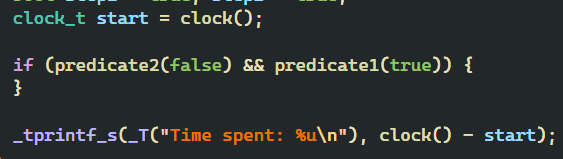 clock_t start = clock();
if (predicate2(false) && predicate1(true)) {
}
_tprintf_s(_T("Time spent: %u\n"), clock() - start);